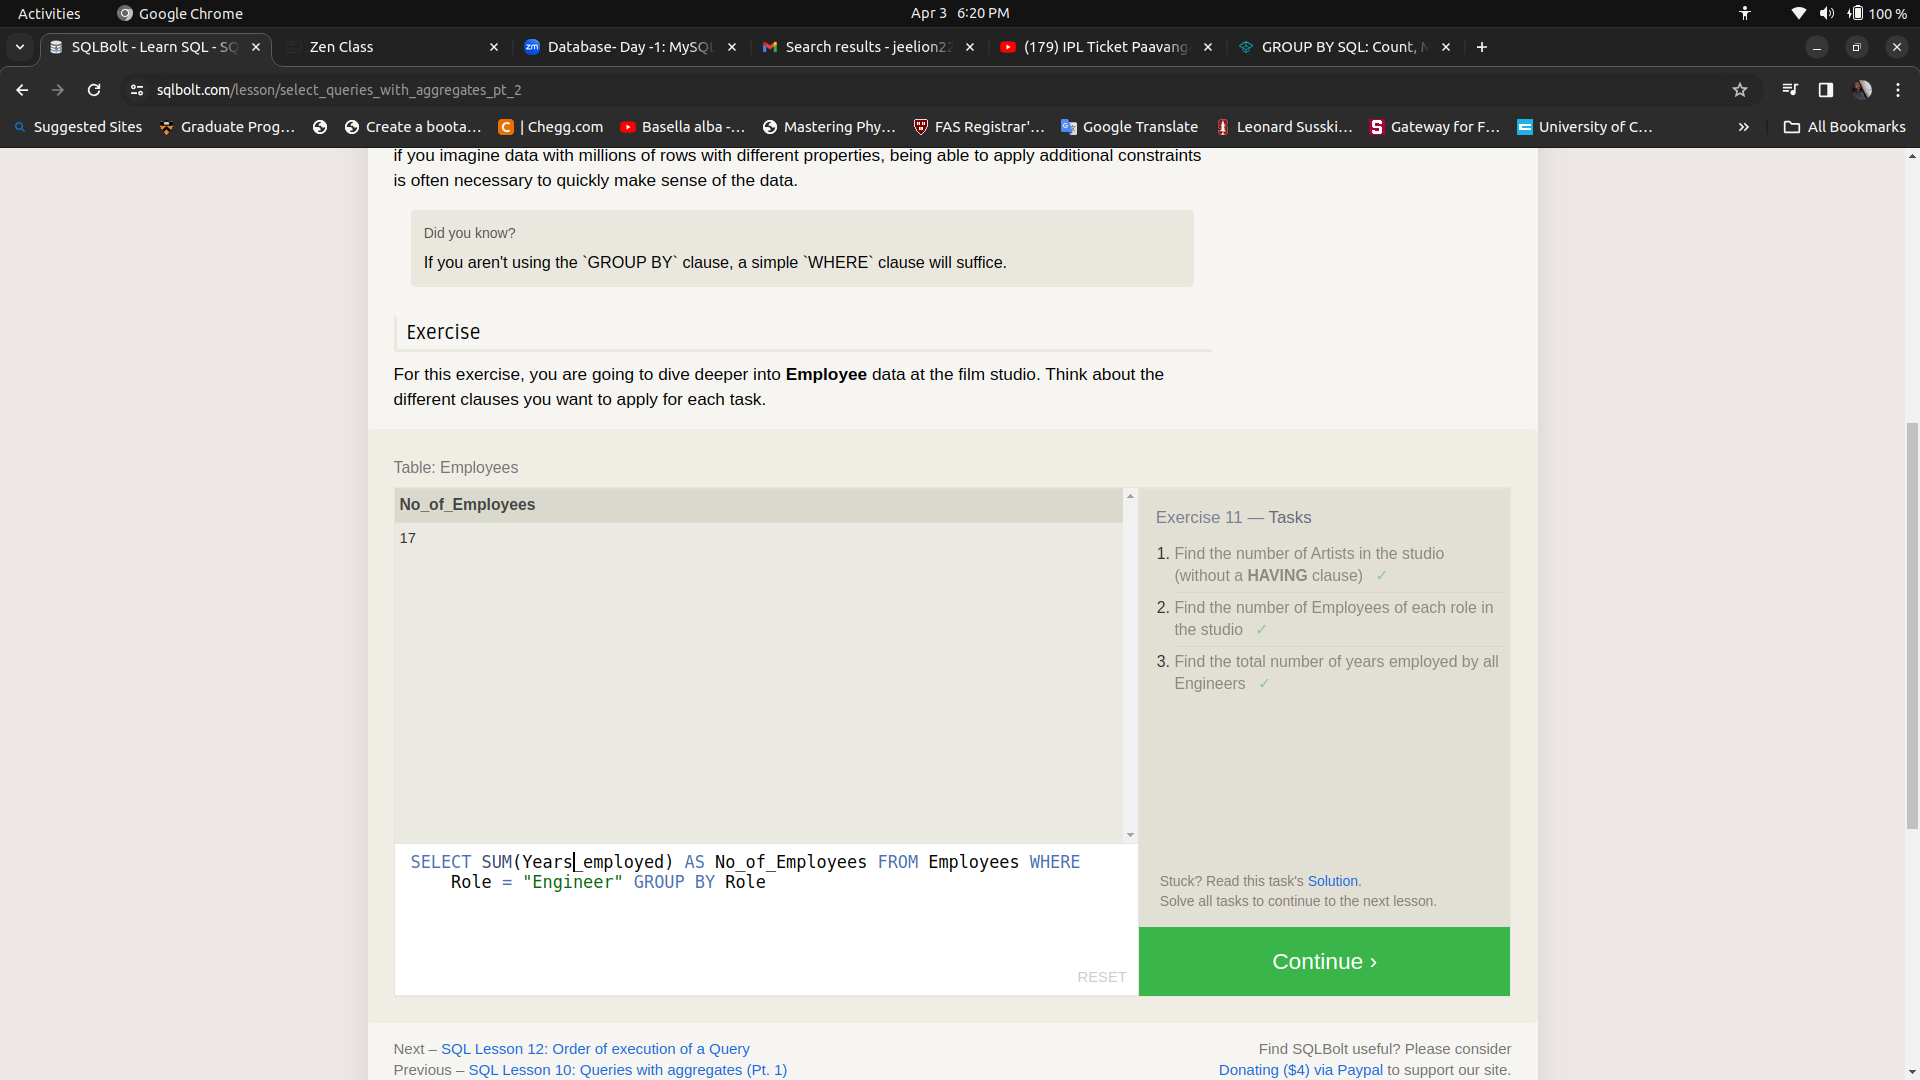 Activities
Google Chrome
Apr 3 6:20 PM
100 %
SQLBolt - Learn SQL - SQ
Zen Class
zm Database- Day -1: MySQL
Search results - jeelion22
(179) IPL Ticket Paavang
GROUP BY SQL: Count,
sqlbolt.com/lesson/select_queries_with_aggregates_pt_2
Suggested Sites
Graduate Prog...
Create a boota...
C | Chegg.com
Basella alba -...
Mastering Phy...
FAS Registrar'...
Google Translate
Leonard Susski...
S Gateway for F...
University of C...
»
All Bookmarks
if you imagine data with millions of rows with different properties, being able to apply additional constraints
is often necessary to quickly make sense of the data.
Did you know?
If you aren't using the `GROUP BY` clause, a simple `WHERE` clause will suffice.
Exercise
For this exercise, you are going to dive deeper into Employee data at the film studio. Think about the
different clauses you want to apply for each task.
Table: Employees
No_of_Employees
17
SELECT SUM(Years_employed) AS No_of_Employees FROM Employees WHERE
Role = "Engineer" GROUP BY Role
RESET
Exercise 11 — Tasks
1. Find the number of Artists in the studio
(without a HAVING clause) ✓
2. Find the number of Employees of each role in
the studio ✓
3. Find the total number of years employed by all
Engineers ✓
Stuck? Read this task's Solution.
Solve all tasks to continue to the next lesson.
Continue ›
Next – SQL Lesson 12: Order of execution of a Query
Previous – SQL Lesson 10: Queries with aggregates (Pt. 1)
Find SQLBolt useful? Please consider
Donating ($4) via Paypal to support our site.